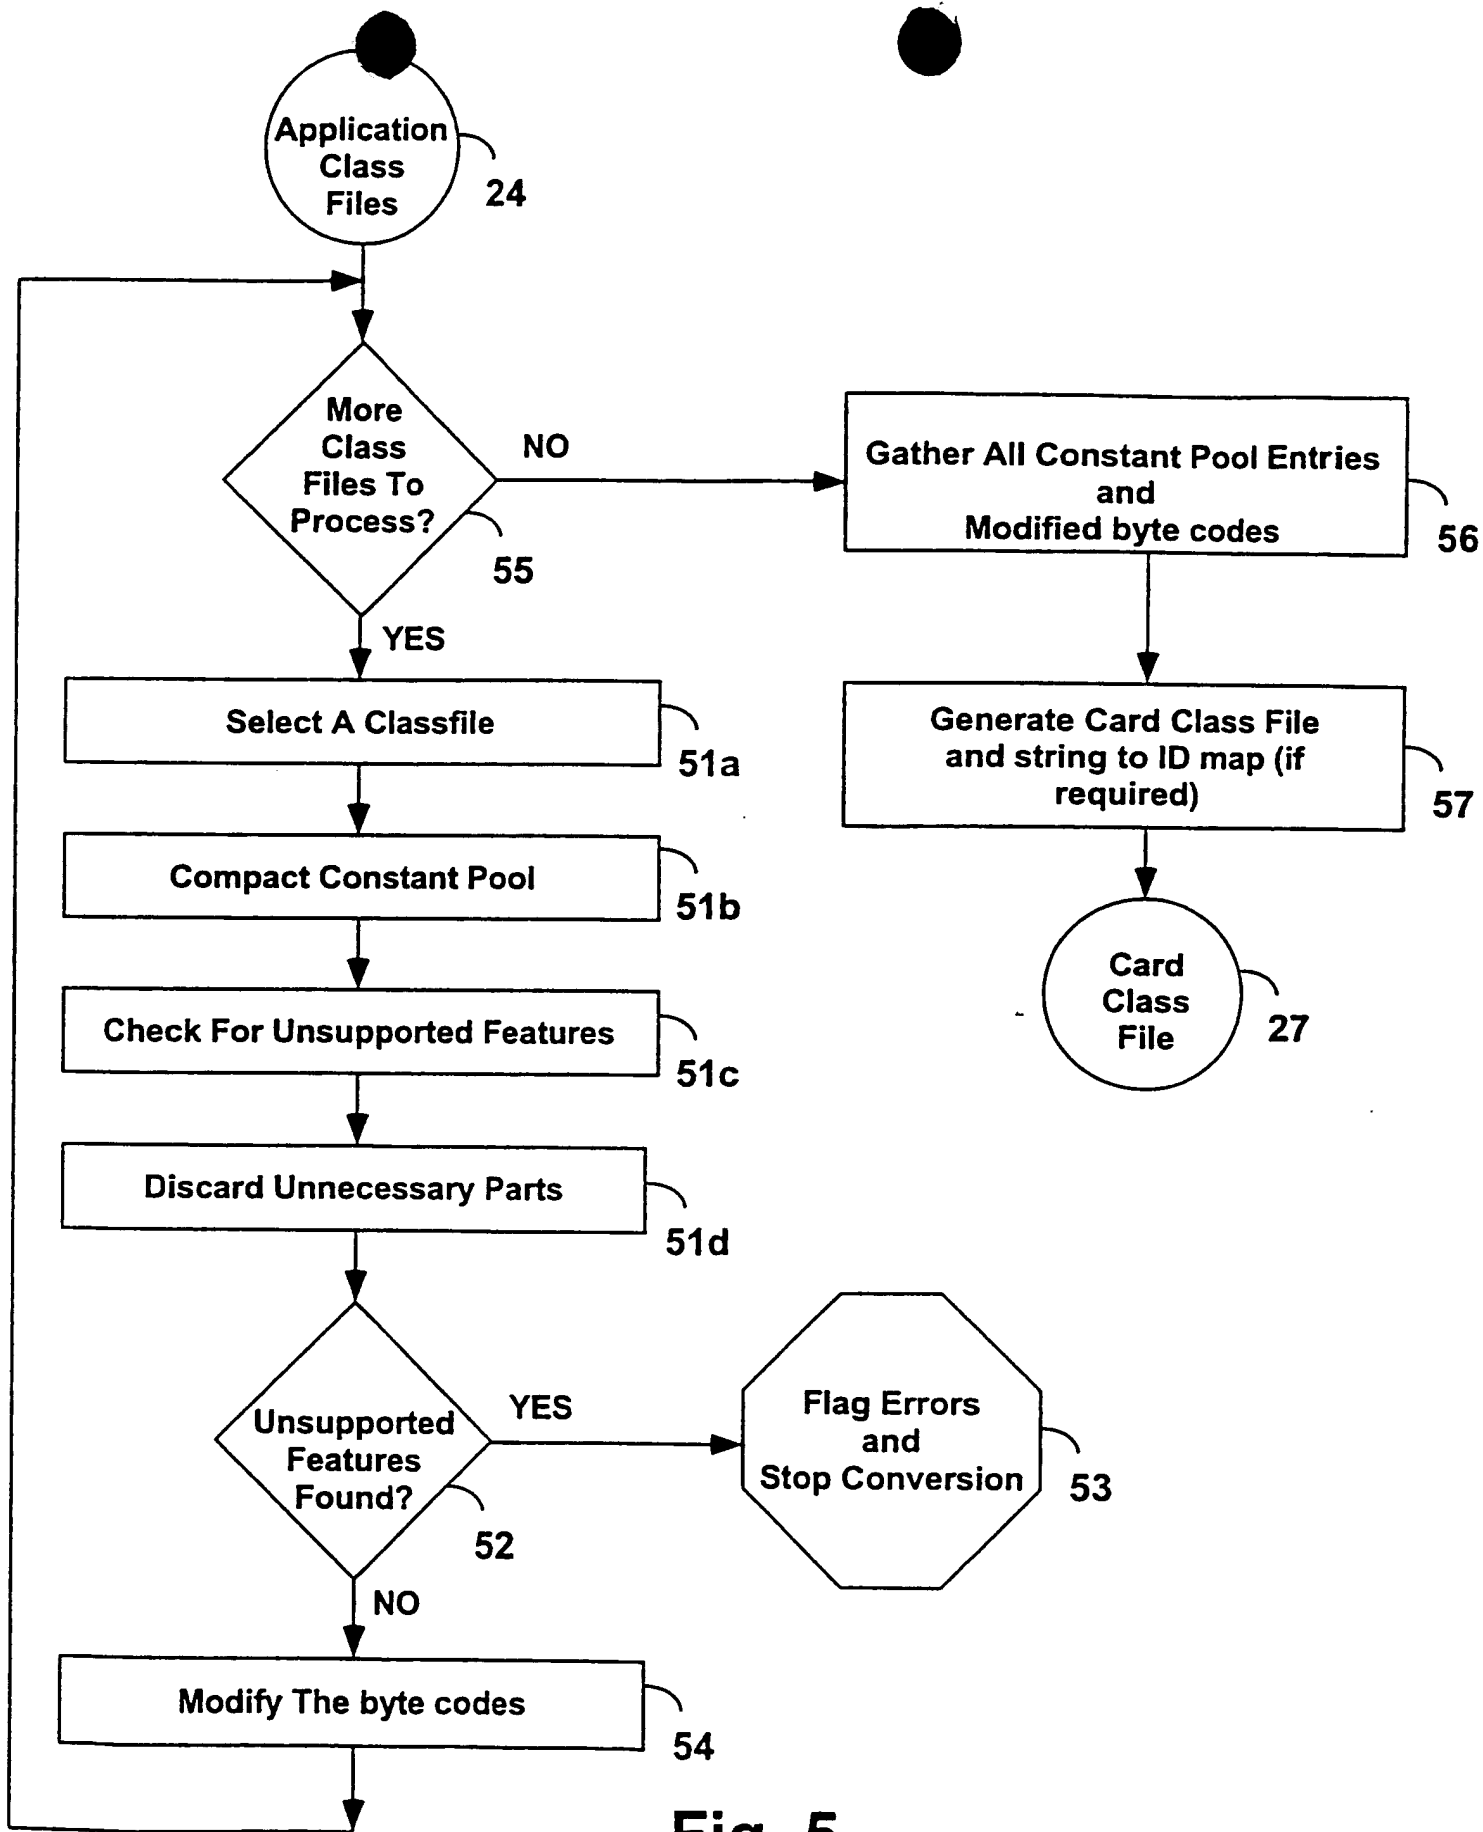 Application
Class
Files
24
More
Class
Files To
Process?
55
NO
YES
Gather All Constant Pool Entries
and
Modified byte codes
56
Generate Card Class File
and string to ID map (if
required)
57
Card
Class
File
27
Select A Classfile
51a
Compact Constant Pool
51b
Check For Unsupported Features
51c
Discard Unnecessary Parts
51d
Unsupported
Features
Found?
52
YES
NO
Flag Errors
and
Stop Conversion
53
Modify The byte codes
54
Fig. 5